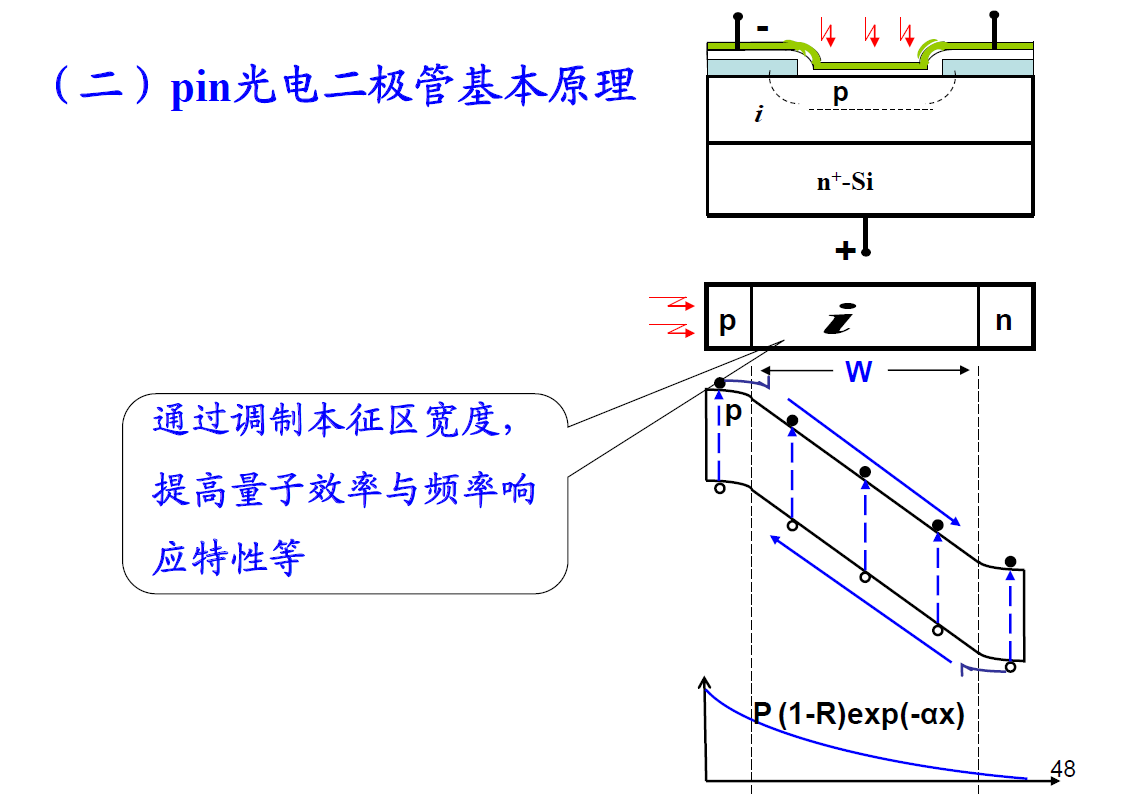 （二）pin光电二极管基本原理
-
p
i
n⁺-Si
+
p
i
n
W
p
通过调制本征区宽度，
提高量子效率与频率响
应特性等
P (1-R)exp(-αx)
48